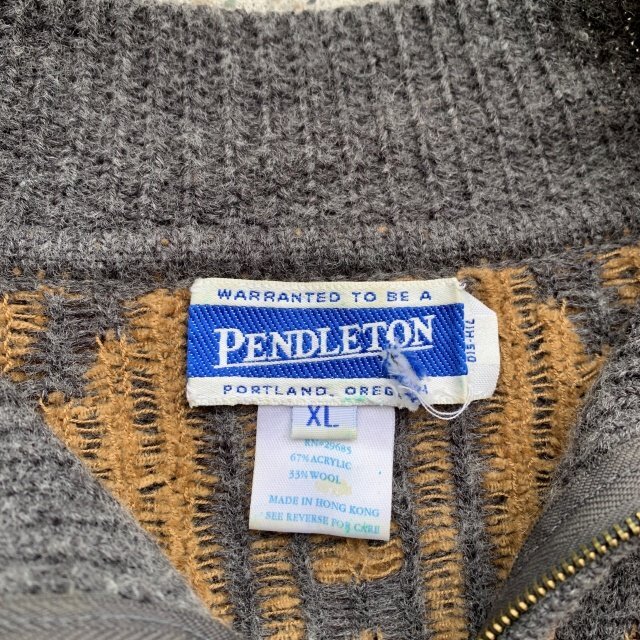 WARRANTED TO BE A
PENDLETON
PORTLAND, OREGON
XL
RN#29685
67% ACRYLIC
33% WOOL
MADE IN HONG KONG
SEE REVERSE FOR CARE